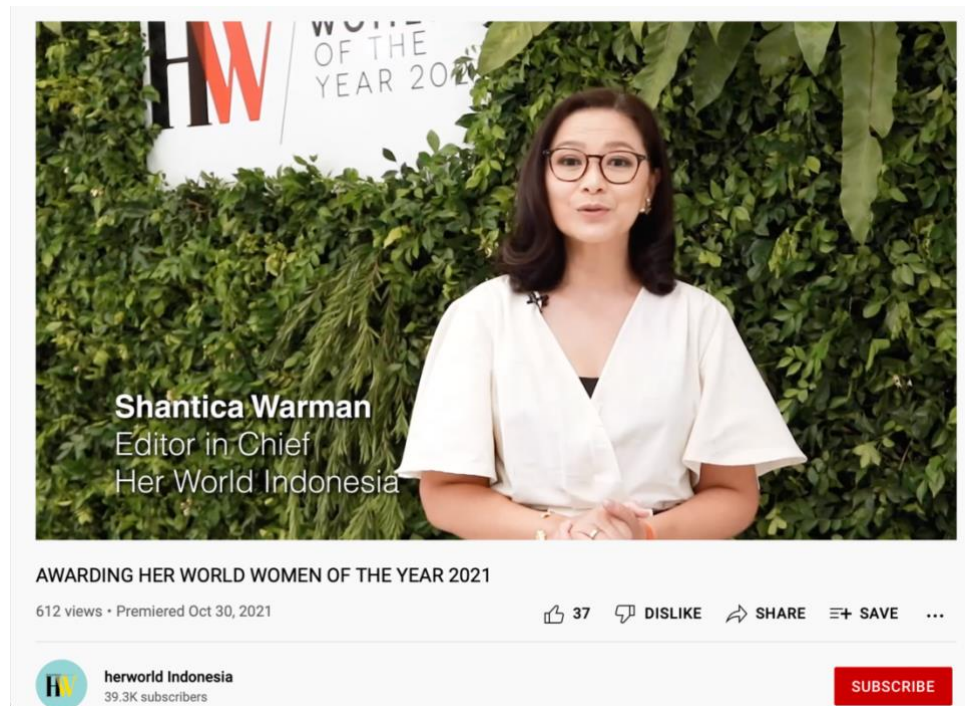 HW
OF THE
YEAR 202
Shantica Warman
Editor in Chief
Her World Indonesia
AWARDING HER WORLD WOMEN OF THE YEAR 2021
612 views • Premiered Oct 30, 2021
37 DISLIKE SHARE SAVE ...
HW
herworld Indonesia
39.3K subscribers
SUBSCRIBE